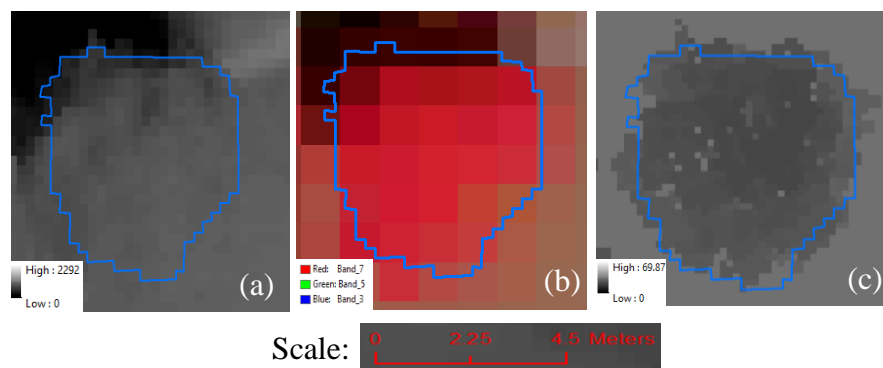 High : 2292
Low : 0
(a)
Red: Band_7
Green: Band_5
Blue: Band_3
(b)
High : 69.87
Low : 0
(c)
Scale: 0 2.25 4.5 Meters